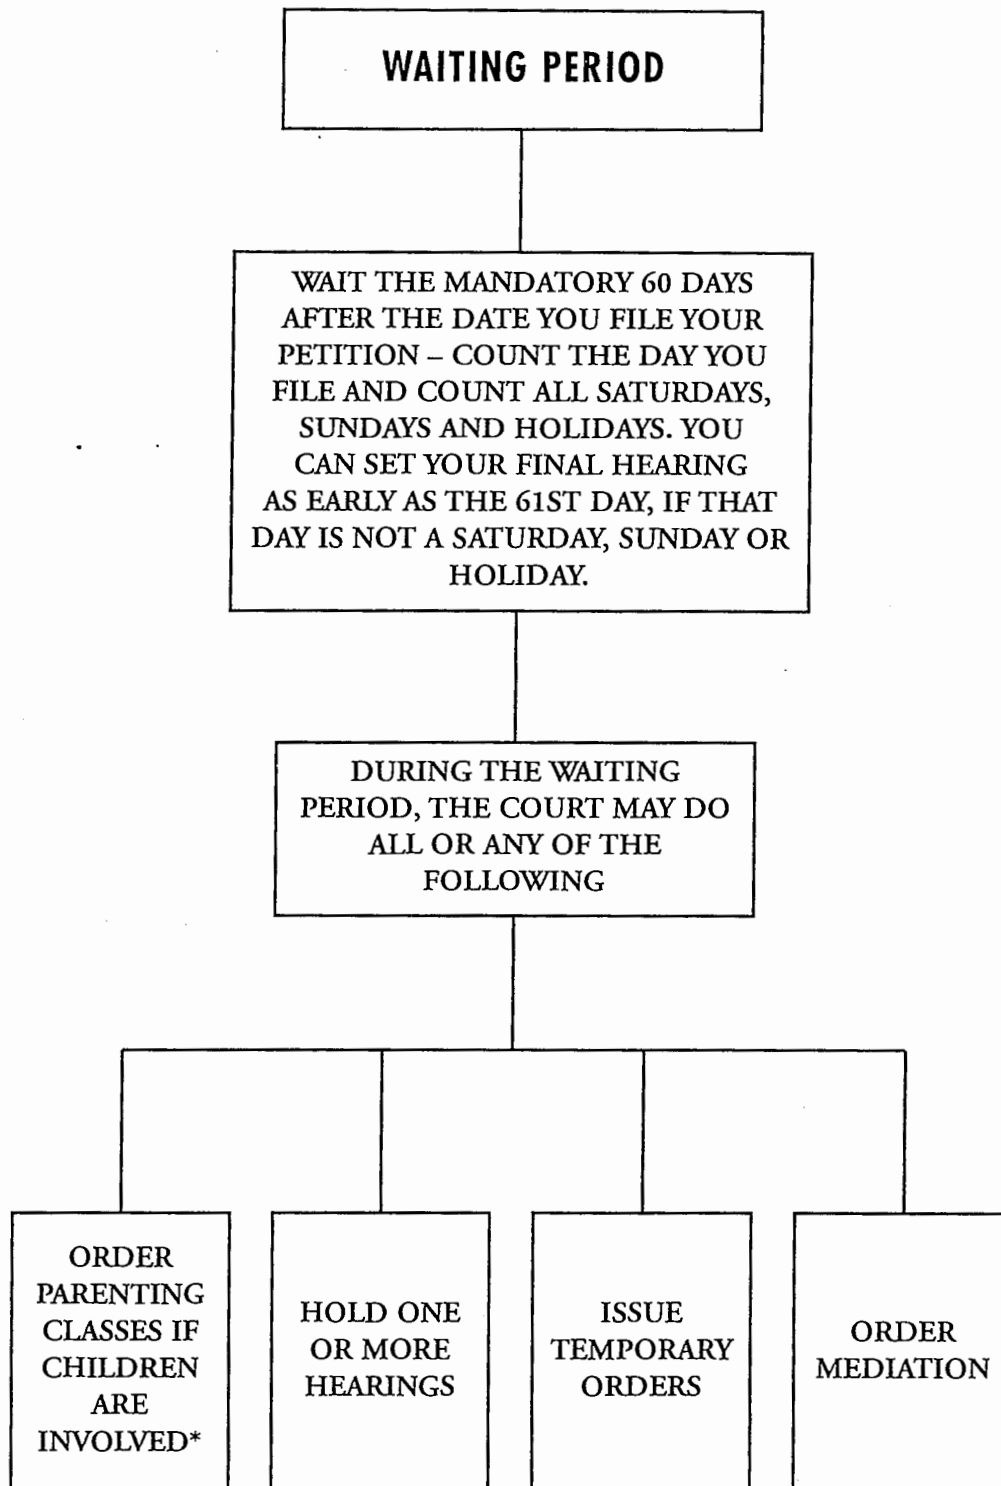 WAITING PERIOD
WAIT THE MANDATORY 60 DAYS
AFTER THE DATE YOU FILE YOUR
PETITION – COUNT THE DAY YOU
FILE AND COUNT ALL SATURDAYS,
SUNDAYS AND HOLIDAYS. YOU
CAN SET YOUR FINAL HEARING
AS EARLY AS THE 61ST DAY, IF THAT
DAY IS NOT A SATURDAY, SUNDAY OR
HOLIDAY.
DURING THE WAITING
PERIOD, THE COURT MAY DO
ALL OR ANY OF THE
FOLLOWING
ORDER
PARENTING
CLASSES IF
CHILDREN
ARE
INVOLVED*
HOLD ONE
OR MORE
HEARINGS
ISSUE
TEMPORARY
ORDERS
ORDER
MEDIATION